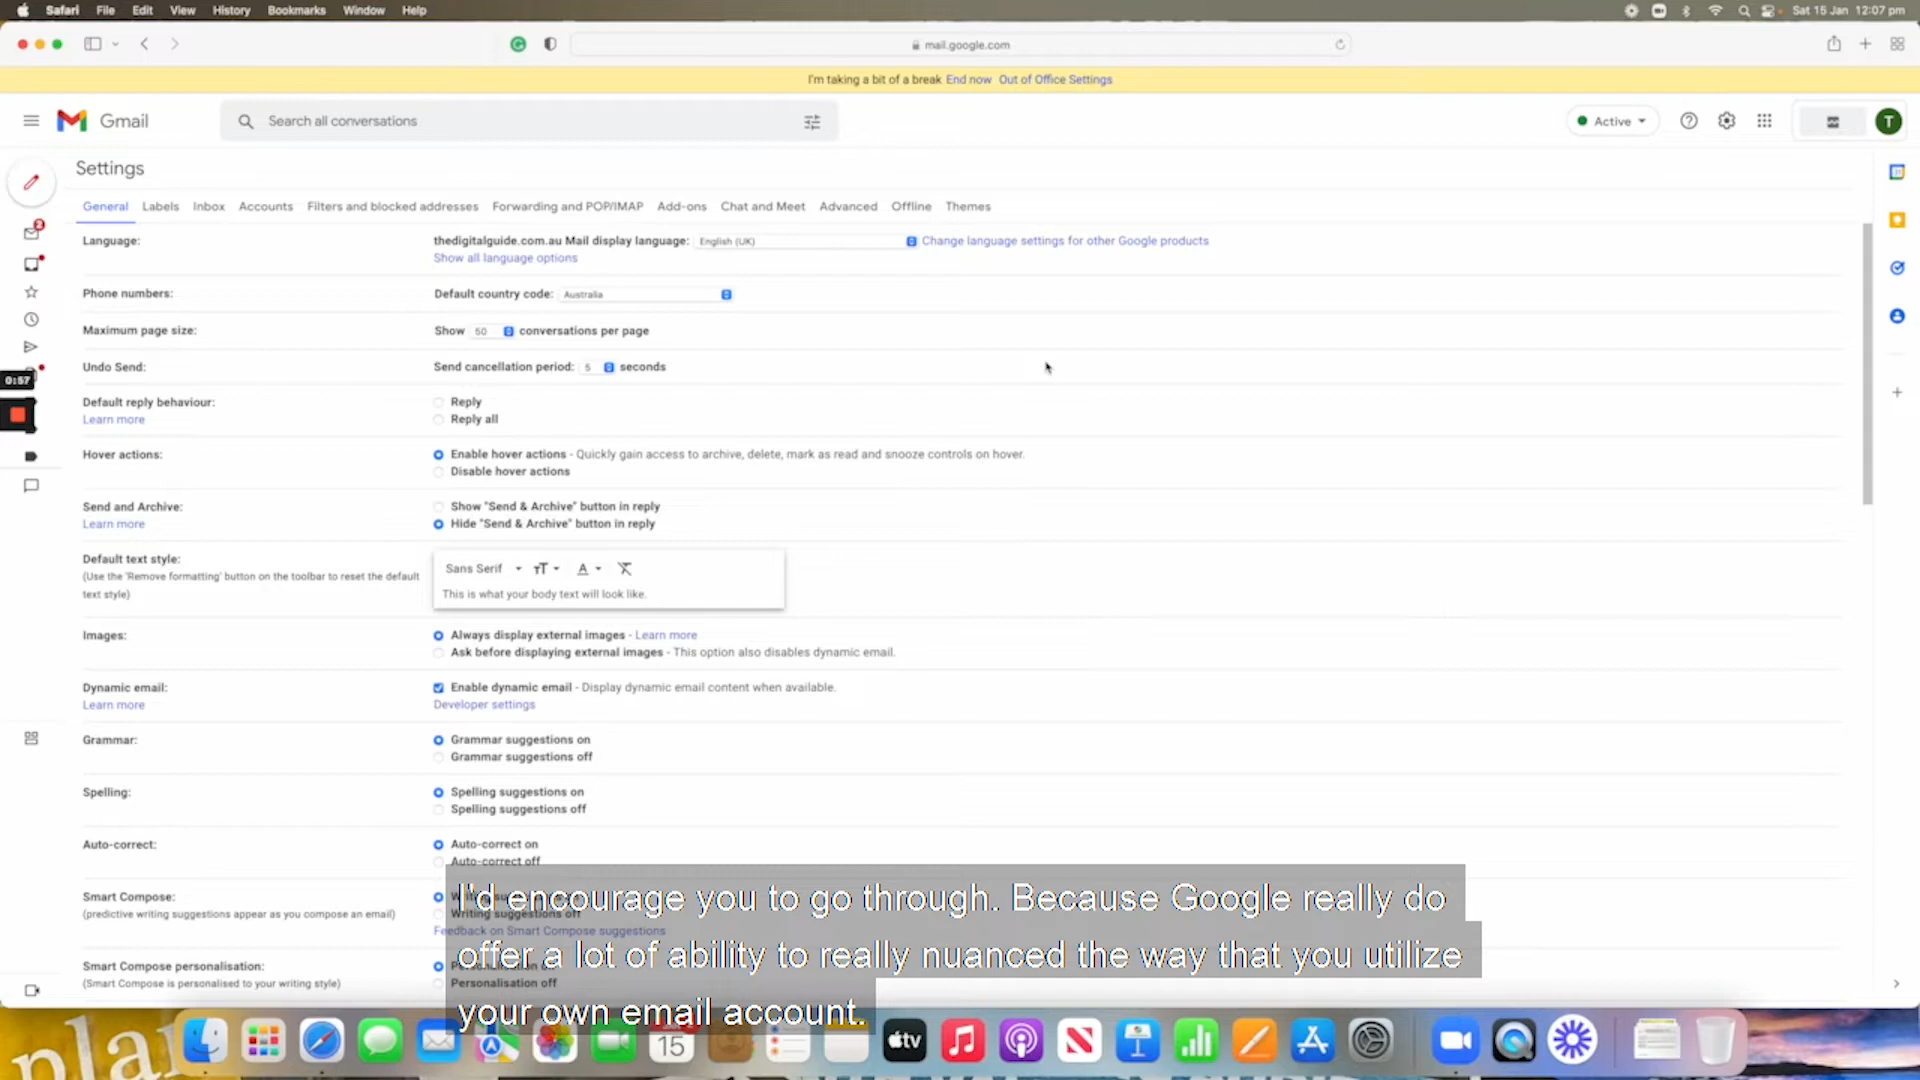 Safari File Edit View History Bookmarks Window Help
Sat 15 Jan 12:07 pm
mail.google.com
I'm taking a bit of a break End now Out of Office Settings
Gmail
Search all conversations
Active
T
Settings
General Labels Inbox Accounts Filters and blocked addresses Forwarding and POP/IMAP Add-ons Chat and Meet Advanced Offline Themes
2
Language:
thedigitalguide.com.au Mail display language: English (UK) Change language settings for other Google products
Show all language options
Phone numbers:
Default country code: Australia
Maximum page size:
Show 50 conversations per page
Undo Send:
Send cancellation period: 5 seconds
0:57
Default reply behaviour:
Learn more
Reply
Reply all
Hover actions:
Enable hover actions - Quickly gain access to archive, delete, mark as read and snooze controls on hover.
Disable hover actions
Send and Archive:
Learn more
Show "Send & Archive" button in reply
Hide "Send & Archive" button in reply
Default text style:
(Use the 'Remove formatting' button on the toolbar to reset the default
text style)
Sans Serif
This is what your body text will look like.
Images:
Always display external images - Learn more
Ask before displaying external images - This option also disables dynamic email.
Dynamic email:
Learn more
Enable dynamic email - Display dynamic email content when available.
Developer settings
Grammar:
Grammar suggestions on
Grammar suggestions off
Spelling:
Spelling suggestions on
Spelling suggestions off
Auto-correct:
Auto-correct on
Auto-correct off
Smart Compose:
(predictive writing suggestions appear as you compose an email)
Writing suggestions off
Feedback on Smart Compose suggestions
Smart Compose personalisation:
(Smart Compose is personalised to your writing style)
Personalisation off
I'd encourage you to go through. Because Google really do
offer a lot of ability to really nuanced the way that you utilize
your own email account.
plan
15
tv